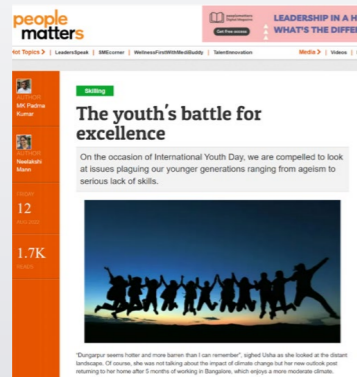 people
matters
Get Free Access
LEADERSHIP IN A H
WHAT'S THE DIFFE
Hot Topics > | LeadersSpeak | SMEcorner | WellnessFirstWithMediBuddy | TalentInnovation
Media > | Videos |
AUTHOR
MK Padma
Kumar
AUTHOR
Neelakshi
Mann
12
1.7K
READS
Skilling
The youth's battle for
excellence
On the occasion of International Youth Day, we are compelled to look
at issues plaguing our younger generations ranging from ageism to
serious lack of skills.
"Dungarpur seems hotter and more barren than I can remember", sighed Usha as she looked at the distant
landscape. Of course, she was not talking about the impact of climate change but her new outlook post
returning to her home after 5 months of working in Bangalore, which enjoys a more moderate climate.